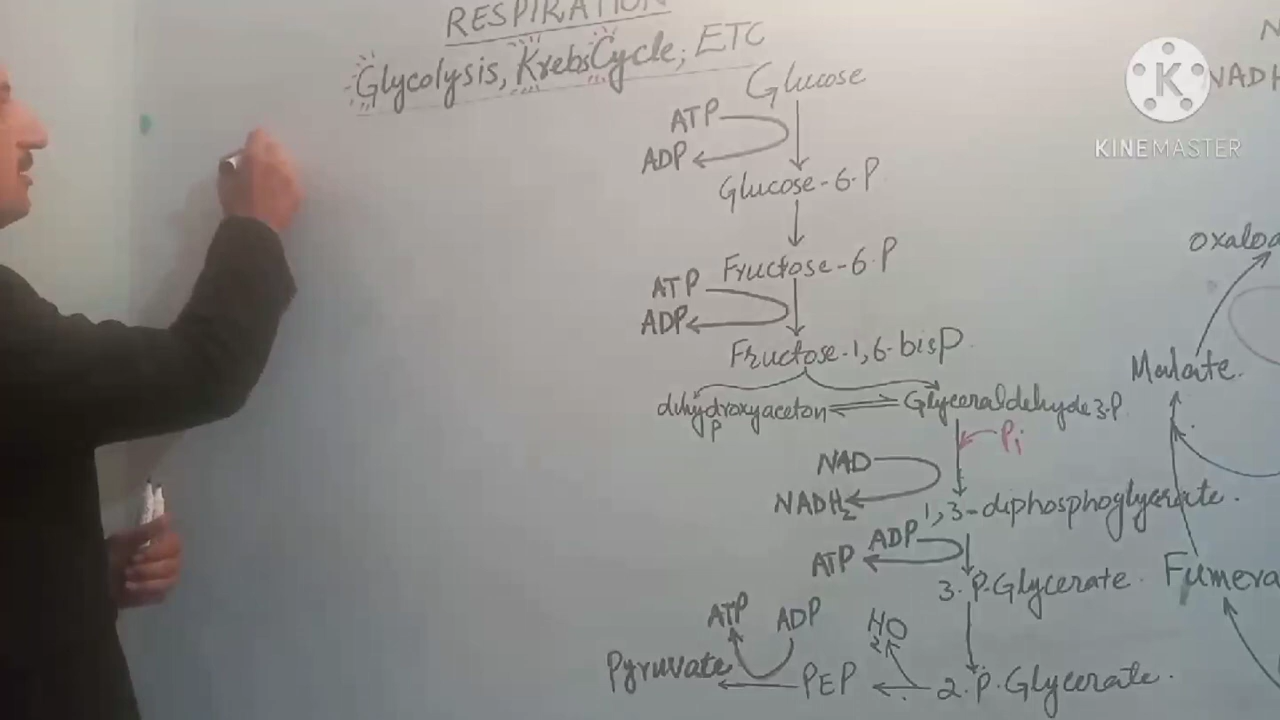 RESPIRATION
Glycolysis, Krebs Cycle, ETC
Glucose
ATP
ADP
Glucose-6-P
Fructose-6-P
ATP
ADP
Fructose-1,6-bisP
dihydroxyaceton
P
Glyceraldehyde 3-P
Pi
NAD
NADH2
1,3-diphosphoglycerate.
ADP
ATP
3-P-Glycerate.
2-P-Glycerate.
H2O
PEP
ADP
ATP
Pyruvate
K
KINEMASTER
NADH
Oxaloa
Malate.
Fumera